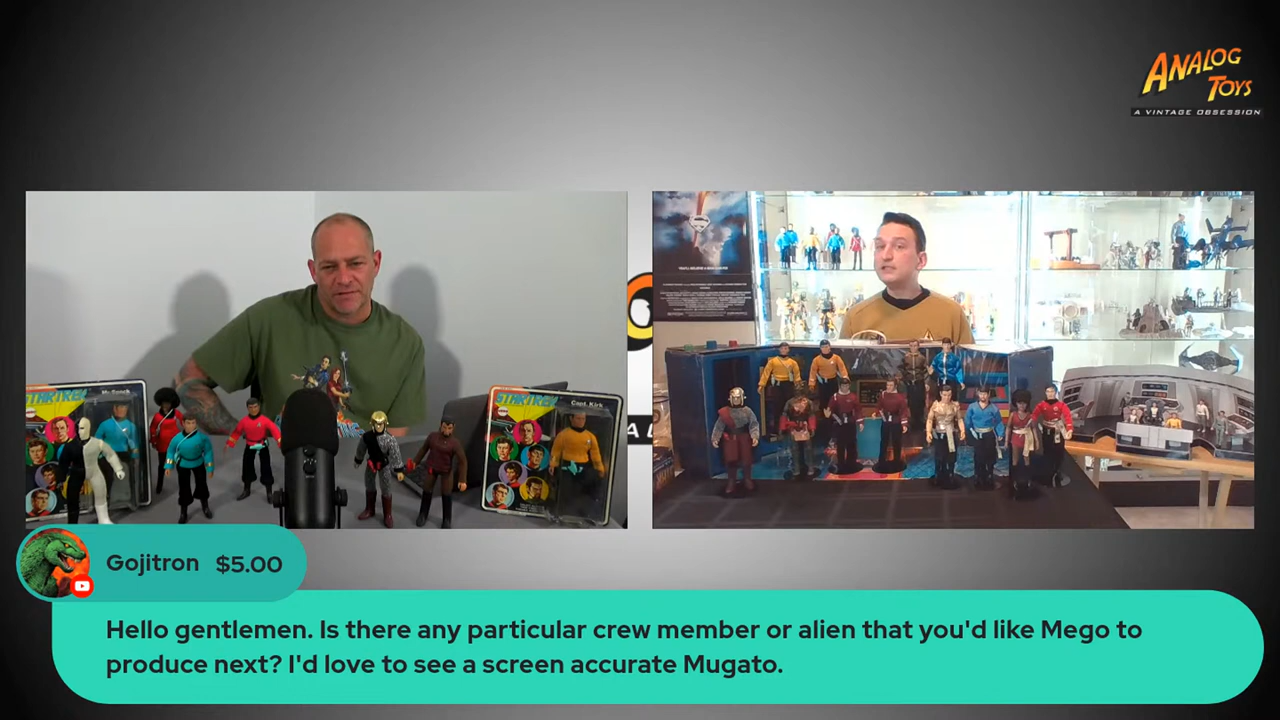 ANALOG
TOYS
A VINTAGE OBSESSION
STAR TREK
Mr. Spock
STAR TREK
Capt. Kirk
Gojitron $5.00
Hello gentlemen. Is there any particular crew member or alien that you'd like Mego to
produce next? I'd love to see a screen accurate Mugato.